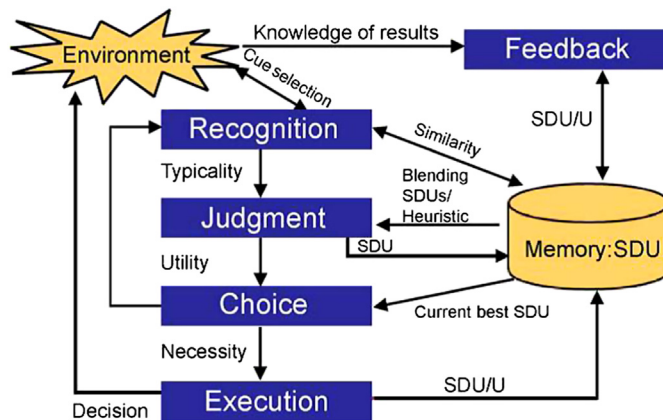 Environment
Knowledge of results
Feedback
Cue selection
Recognition
Similarity
SDU/U
Typicality
Blending
SDUs/
Heuristic
Judgment
SDU
Memory:SDU
Utility
Choice
Current best SDU
Necessity
Decision
Execution
SDU/U